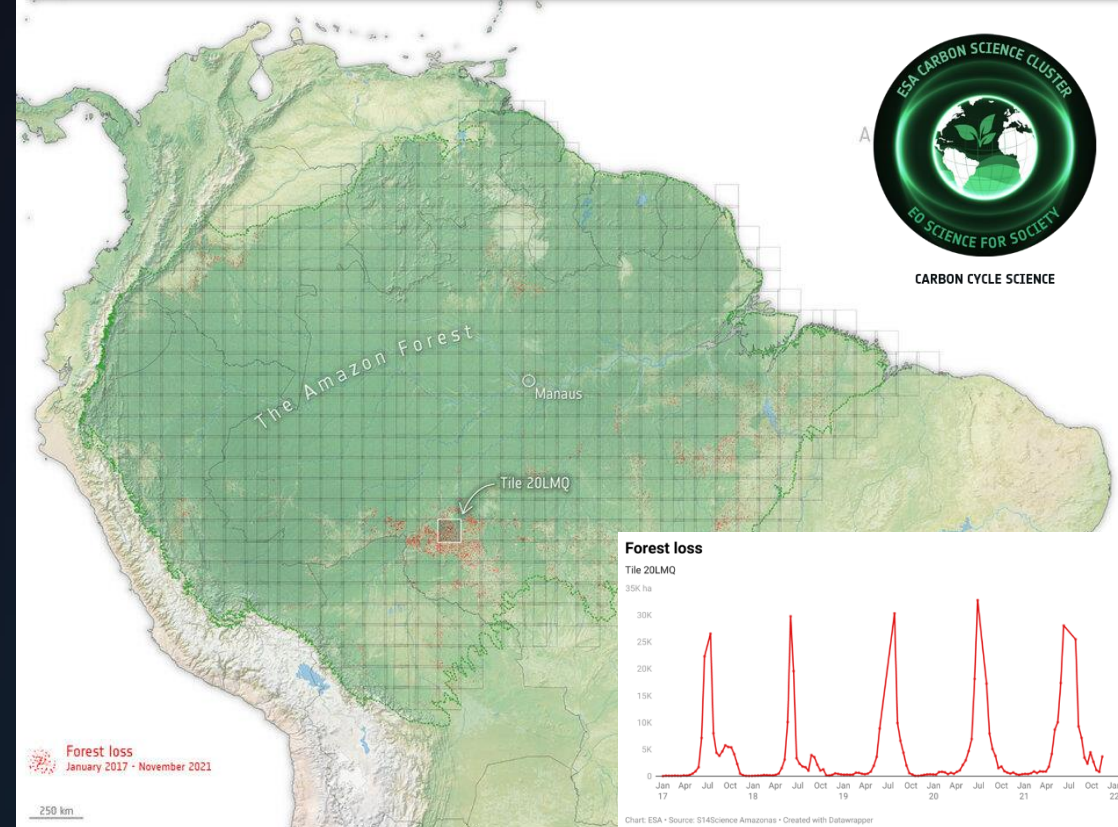 ESA CARBON SCIENCE CLUSTER
EO SCIENCE FOR SOCIETY
A
CARBON CYCLE SCIENCE
The Amazon Forest
Manaus
Tile 20LMQ
Forest loss
January 2017 - November 2021
250 km
Forest loss
Tile 20LMQ
35K ha
30K
25K
20K
15K
10K
5K
0
Jan Apr Jul Oct Jan Apr Jul Oct Jan Apr Jul Oct Jan Apr Jul Oct Jan Apr Jul Oct Jan
17 18 19 20 21 22
Chart: ESA • Source: S14Science Amazonas • Created with Datawrapper